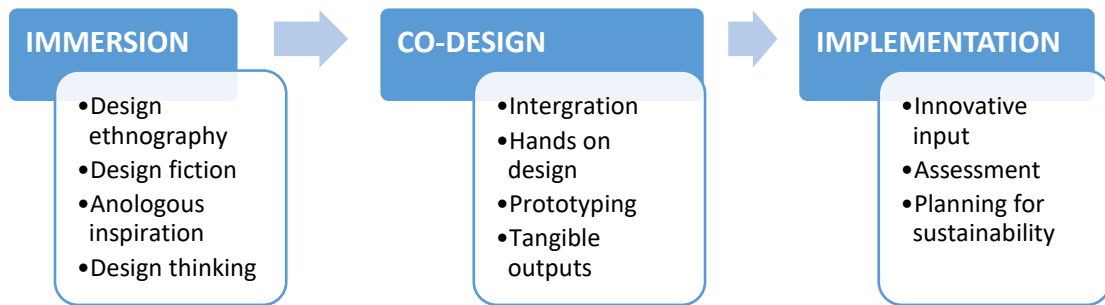 IMMERSION
•Design
ethnography
•Design fiction
•Anologous
inspiration
•Design thinking
CO-DESIGN
•Intergration
•Hands on
design
•Prototyping
•Tangible
outputs
IMPLEMENTATION
•Innovative
input
•Assessment
•Planning for
sustainability